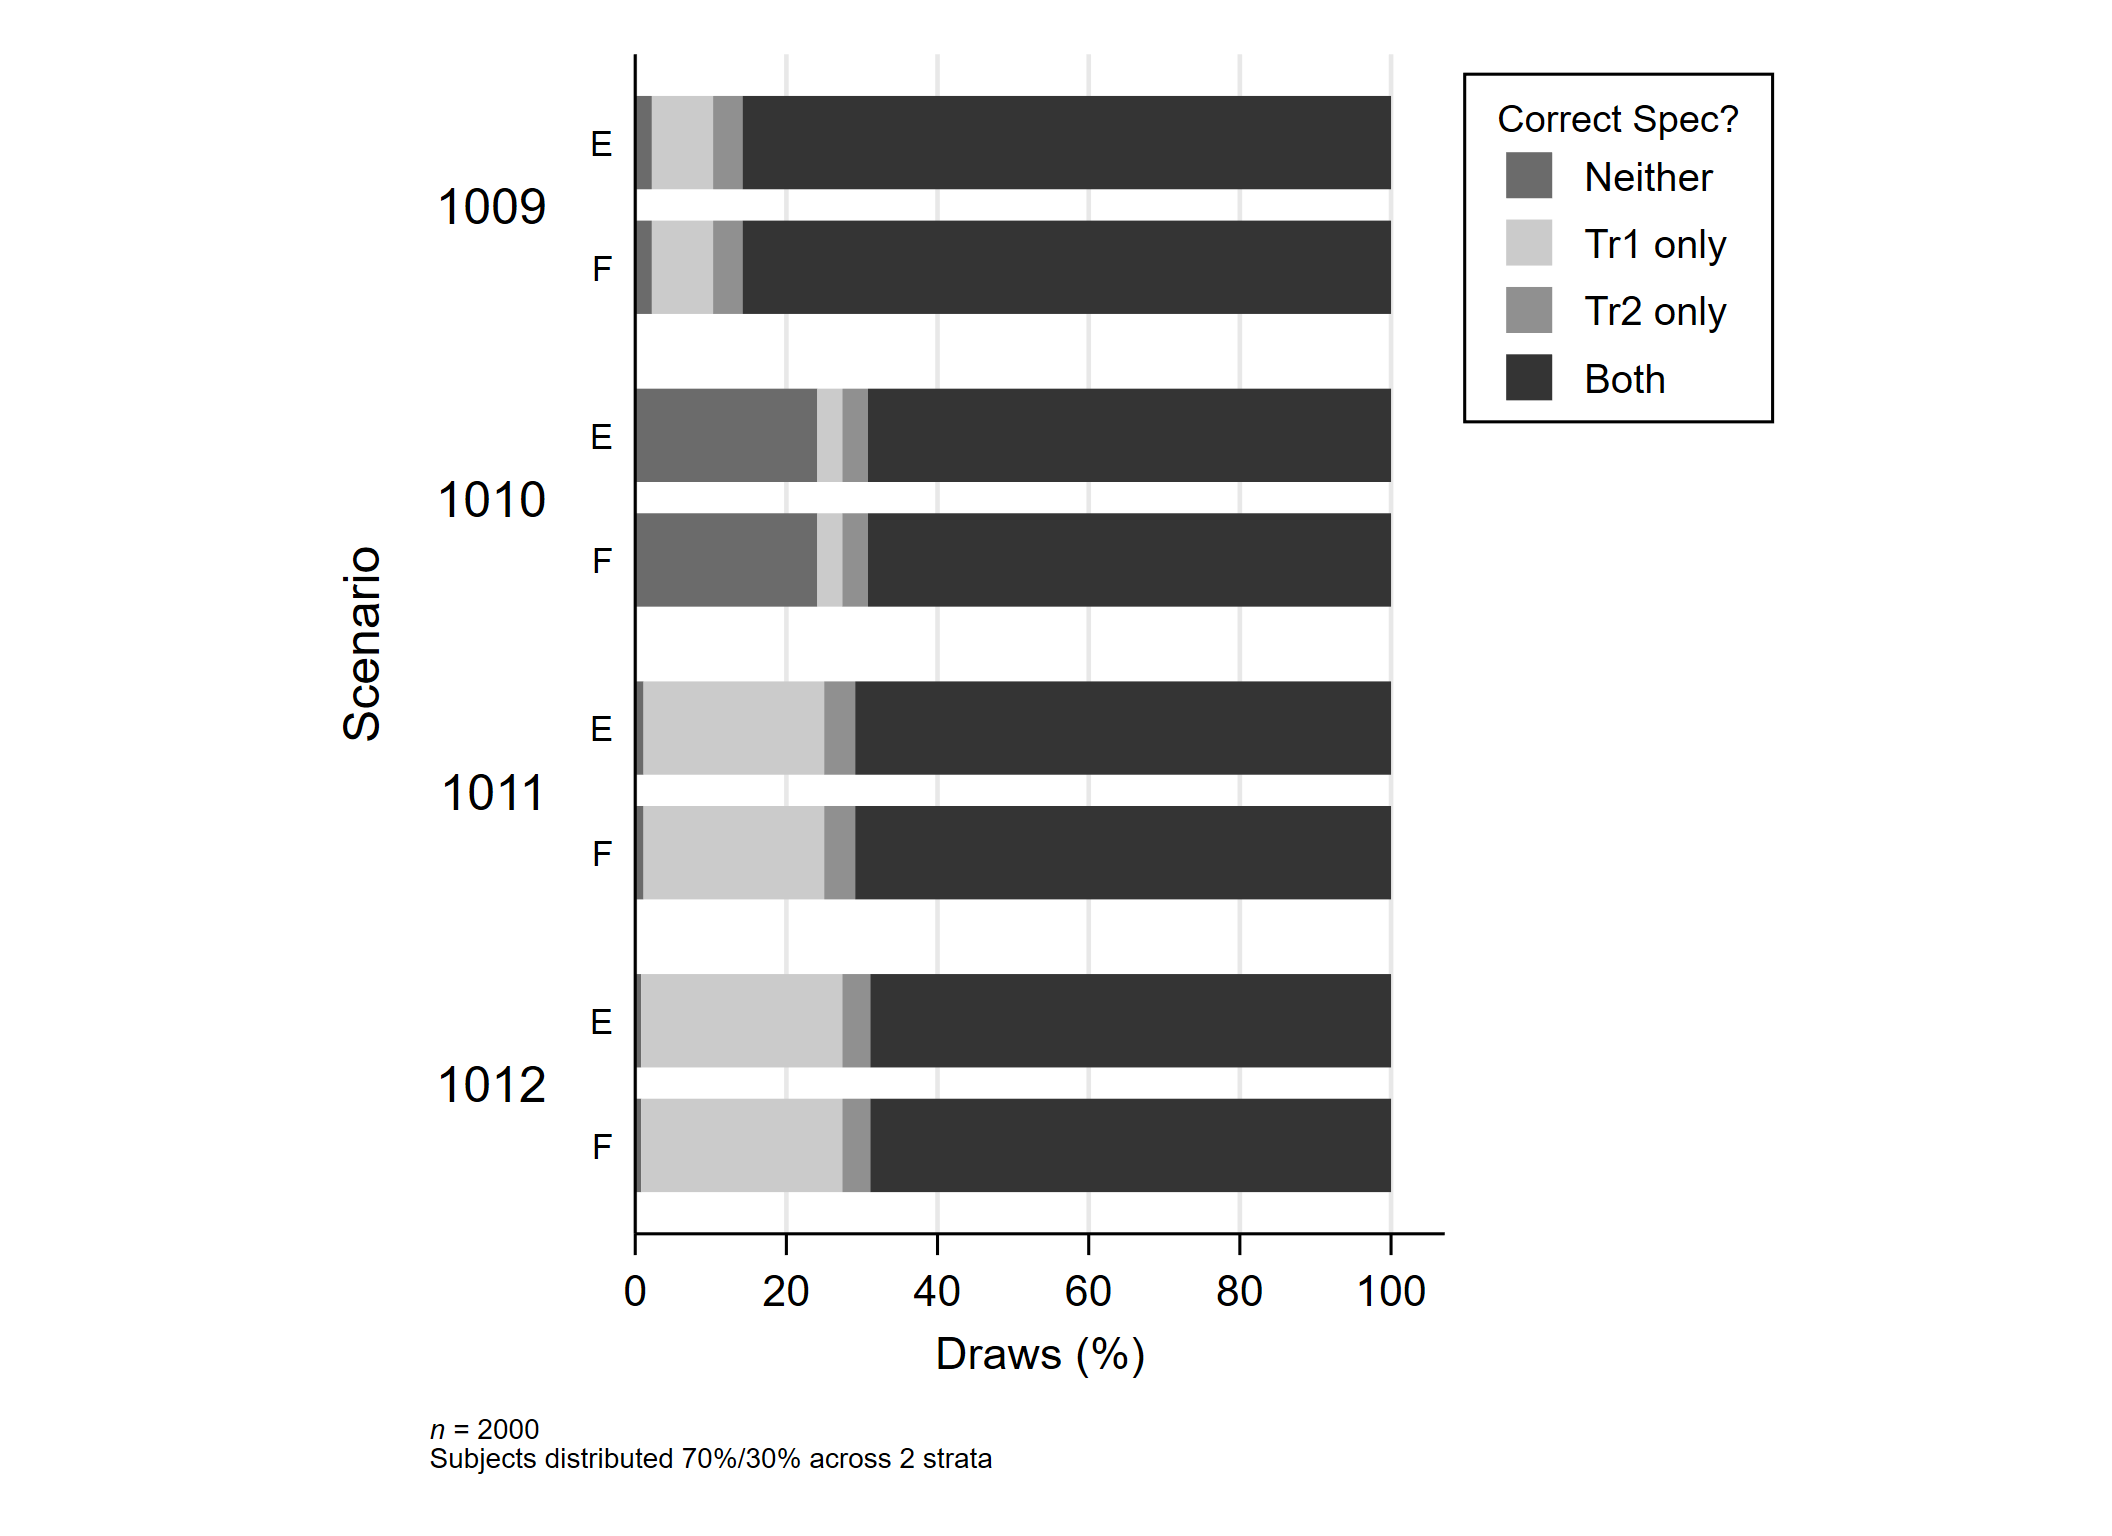 Correct Spec?
Neither
Tr1 only
Tr2 only
Both
Scenario
1009
E
F
1010
E
F
1011
E
F
1012
E
F
0 20 40 60 80 100
Draws (%)
n = 2000
Subjects distributed 70%/30% across 2 strata